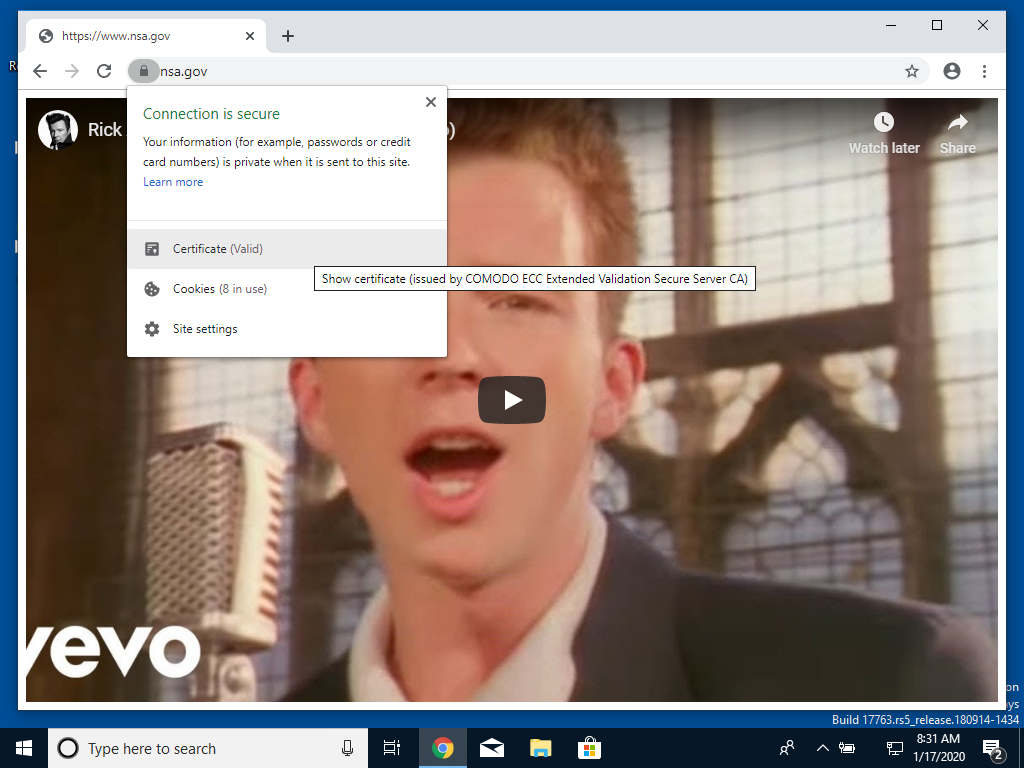 https://www.nsa.gov
nsa.gov
Rick
Watch later
Share
Connection is secure
Your information (for example, passwords or credit
card numbers) is private when it is sent to this site.
Learn more
Certificate (Valid)
Show certificate (issued by COMODO ECC Extended Validation Secure Server CA)
Cookies (8 in use)
Site settings
vevo
Build 17763.rs5_release.180914-1434
Type here to search
8:31 AM
1/17/2020
2